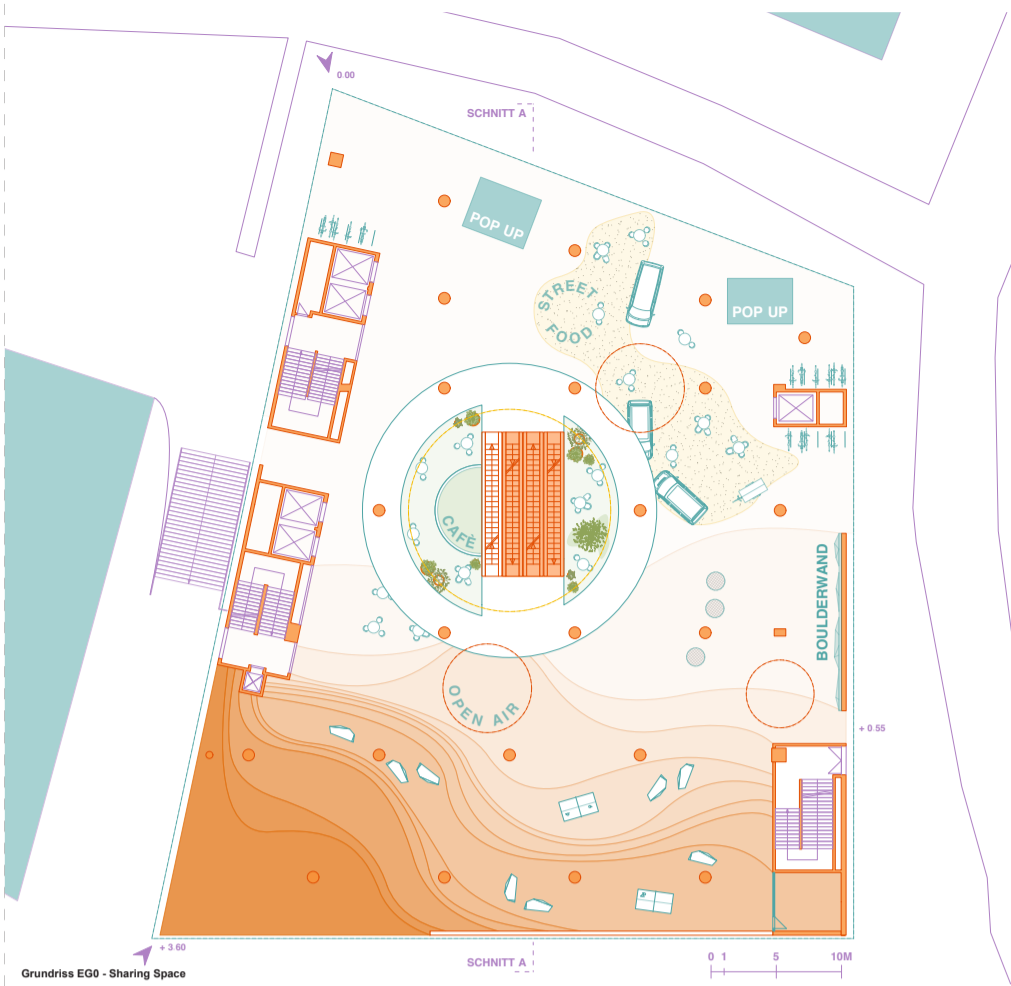 0.00
SCHNITT A
POP UP
STREET
FOOD
POP UP
CAFÈ
BOULDERWAND
OPEN AIR
+ 0.55
+ 3.60
SCHNITT A
0 1 5 10M
Grundriss EG0 - Sharing Space